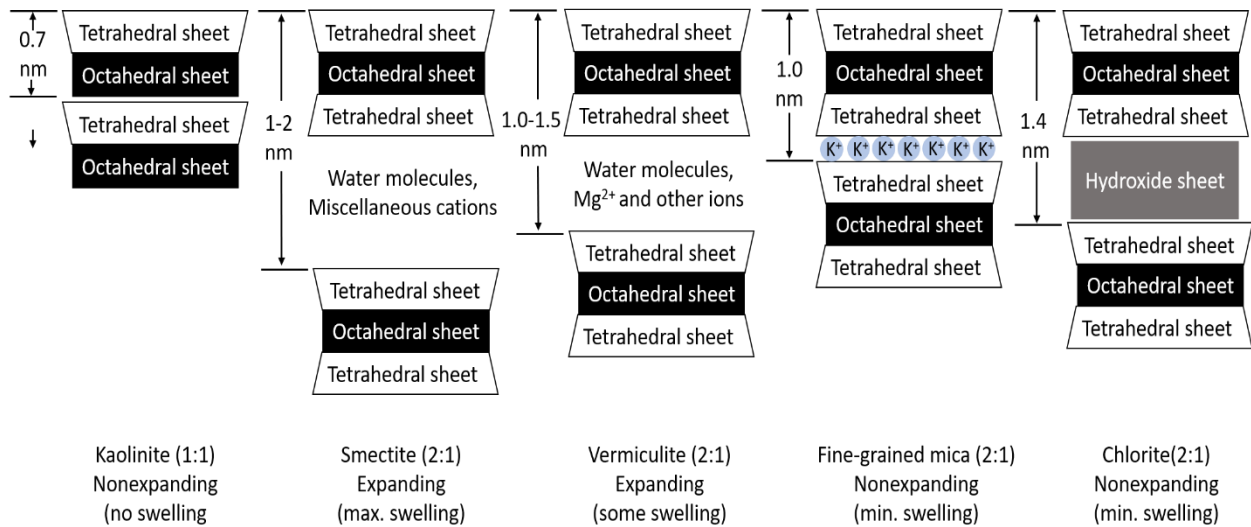 0.7
nm
Tetrahedral sheet
Octahedral sheet
Tetrahedral sheet
Octahedral sheet
Kaolinite (1:1)
Nonexpanding
(no swelling
1-2
nm
Tetrahedral sheet
Octahedral sheet
Tetrahedral sheet
Water molecules,
Miscellaneous cations
Tetrahedral sheet
Octahedral sheet
Tetrahedral sheet
Smectite (2:1)
Expanding
(max. swelling)
1.0-1.5
nm
Tetrahedral sheet
Octahedral sheet
Tetrahedral sheet
Water molecules,
Mg²⁺ and other ions
Tetrahedral sheet
Octahedral sheet
Tetrahedral sheet
Vermiculite (2:1)
Expanding
(some swelling)
1.0
nm
Tetrahedral sheet
Octahedral sheet
Tetrahedral sheet
K⁺ K⁺ K⁺ K⁺ K⁺ K⁺ K⁺
Tetrahedral sheet
Octahedral sheet
Tetrahedral sheet
Fine-grained mica (2:1)
Nonexpanding
(min. swelling)
1.4
nm
Tetrahedral sheet
Octahedral sheet
Tetrahedral sheet
Hydroxide sheet
Tetrahedral sheet
Octahedral sheet
Tetrahedral sheet
Chlorite(2:1)
Nonexpanding
(min. swelling)